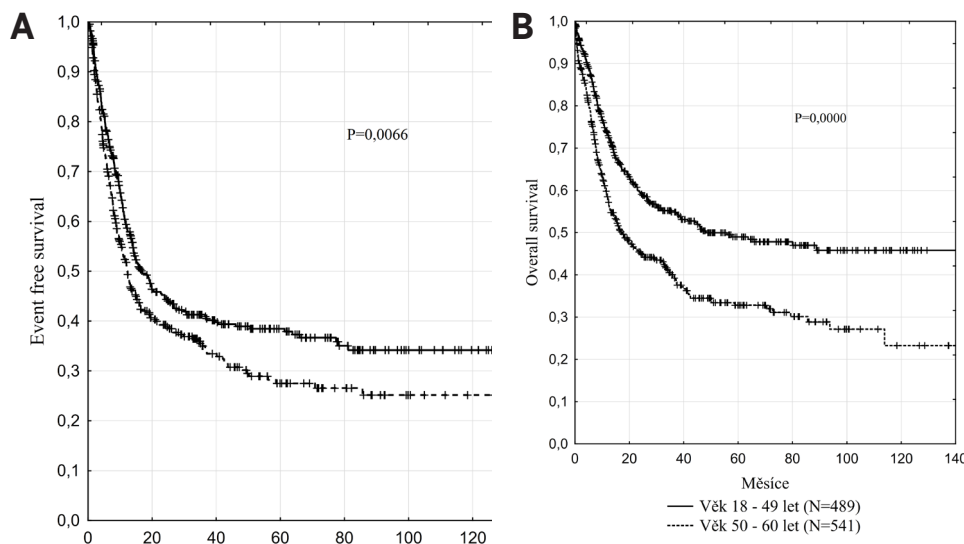 A
Event free survival
1,0
0,9
0,8
0,7
0,6
0,5
0,4
0,3
0,2
0,1
0,0
P=0,0066
0 20 40 60 80 100 120
B
Overall survival
1,0
0,9
0,8
0,7
0,6
0,5
0,4
0,3
0,2
0,1
0,0
P=0,0000
0 20 40 60 80 100 120 140
Měsíce
Věk 18 - 49 let (N=489)
Věk 50 - 60 let (N=541)